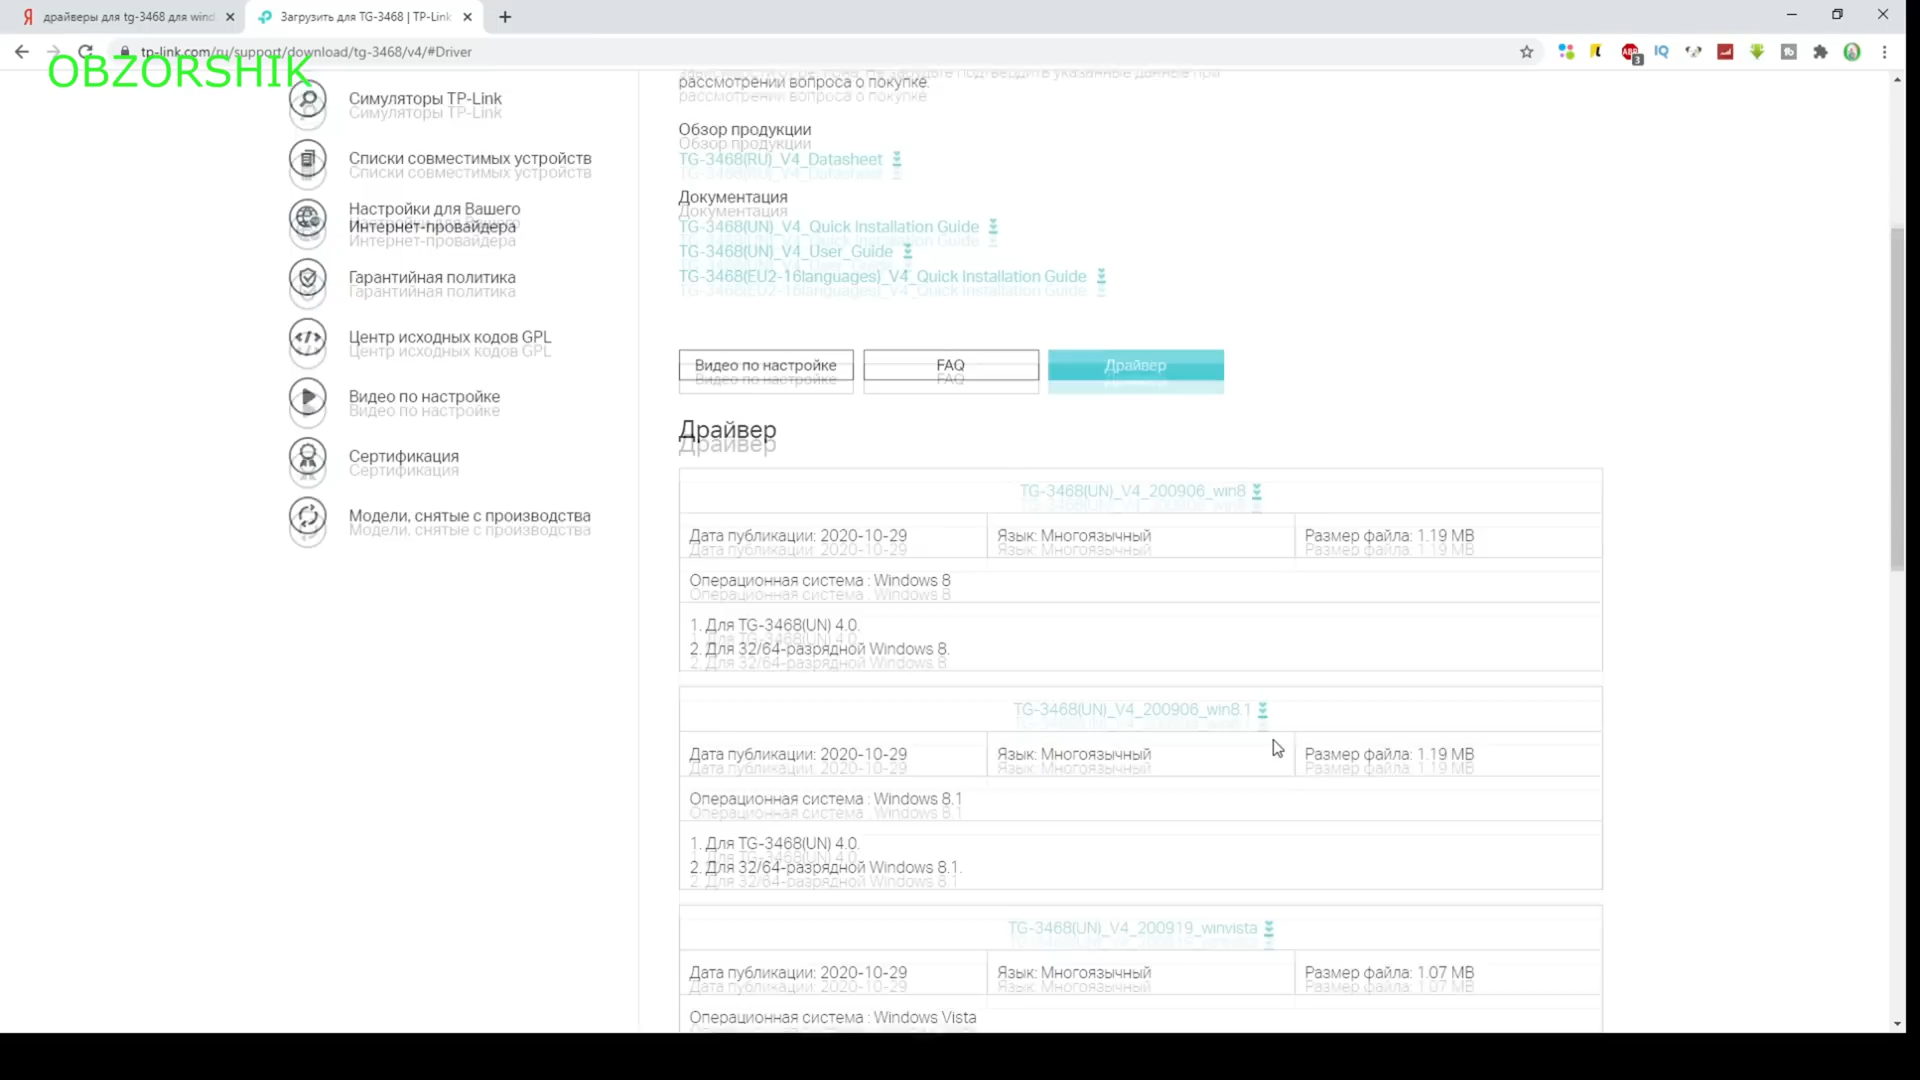 драйверы для tg-3468 для wind
Загрузить для TG-3468 | TP-Link
tp-link.com/ru/support/download/tg-3468/v4/#Driver
OBZORSHIK
Симуляторы TP-Link
Списки совместимых устройств
Настройки для Вашего
Интернет-провайдера
Гарантийная политика
Центр исходных кодов GPL
Видео по настройке
Сертификация
Модели, снятые с производства
рассмотрении вопроса о покупке.
Обзор продукции
TG-3468(RU)_V4_Datasheet
Документация
TG-3468(UN)_V4_Quick Installation Guide
TG-3468(UN)_V4_User_Guide
TG-3468(EU2-16languages)_V4_Quick Installation Guide
Видео по настройке FAQ Драйвер
Драйвер
TG-3468(UN)_V4_200906_win8
Дата публикации: 2020-10-29 Язык: Многоязычный Размер файла: 1.19 MB
Операционная система : Windows 8
1. Для TG-3468(UN) 4.0.
2. Для 32/64-разрядной Windows 8.
TG-3468(UN)_V4_200906_win8.1
Дата публикации: 2020-10-29 Язык: Многоязычный Размер файла: 1.19 MB
Операционная система : Windows 8.1
1. Для TG-3468(UN) 4.0.
2. Для 32/64-разрядной Windows 8.1.
TG-3468(UN)_V4_200919_winvista
Дата публикации: 2020-10-29 Язык: Многоязычный Размер файла: 1.07 MB
Операционная система : Windows Vista